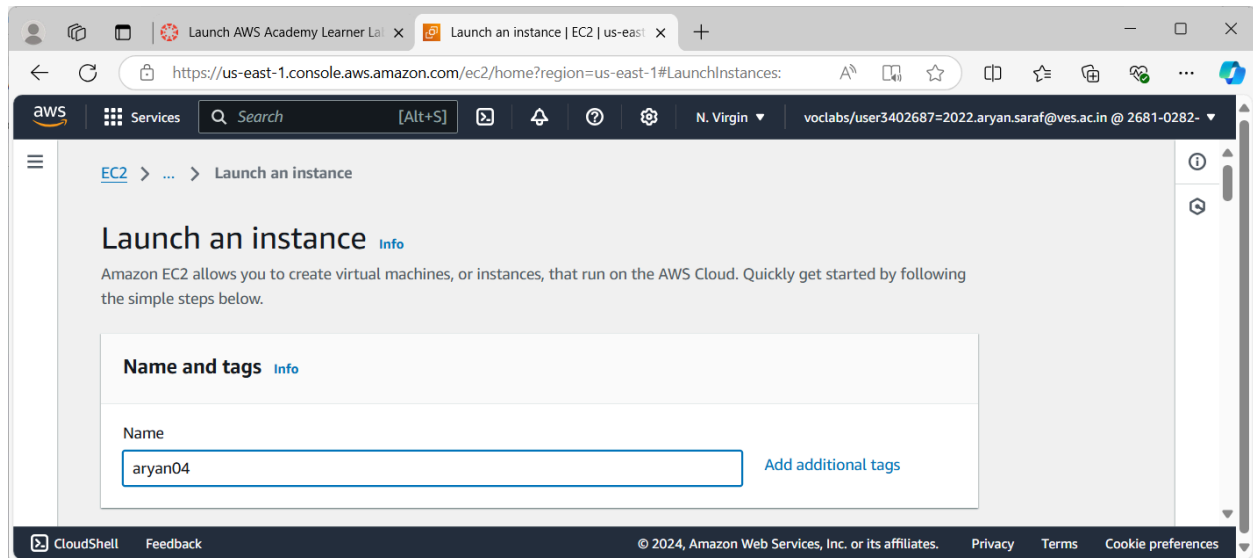 Launch AWS Academy Learner La
Launch an instance | EC2 | us-east
https://us-east-1.console.aws.amazon.com/ec2/home?region=us-east-1#LaunchInstances:
aws Services Search [Alt+S] N. Virgin voclabs/user3402687=2022.aryan.saraf@ves.ac.in @ 2681-0282-
EC2 > ... > Launch an instance
Launch an instance Info
Amazon EC2 allows you to create virtual machines, or instances, that run on the AWS Cloud. Quickly get started by following
the simple steps below.
Name and tags Info
Name
aryan04 Add additional tags
CloudShell Feedback © 2024, Amazon Web Services, Inc. or its affiliates. Privacy Terms Cookie preferences